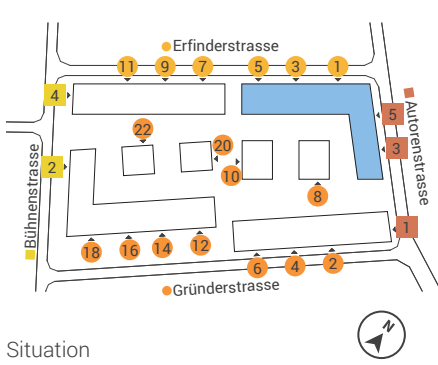 Erfinderstrasse
11 9 7 5 3 1
4
5
Autorenstrasse
22
20
3
2
10
8
Bühnenstrasse
1
18 16 14 12
6 4 2
Gründerstrasse
N
Situation